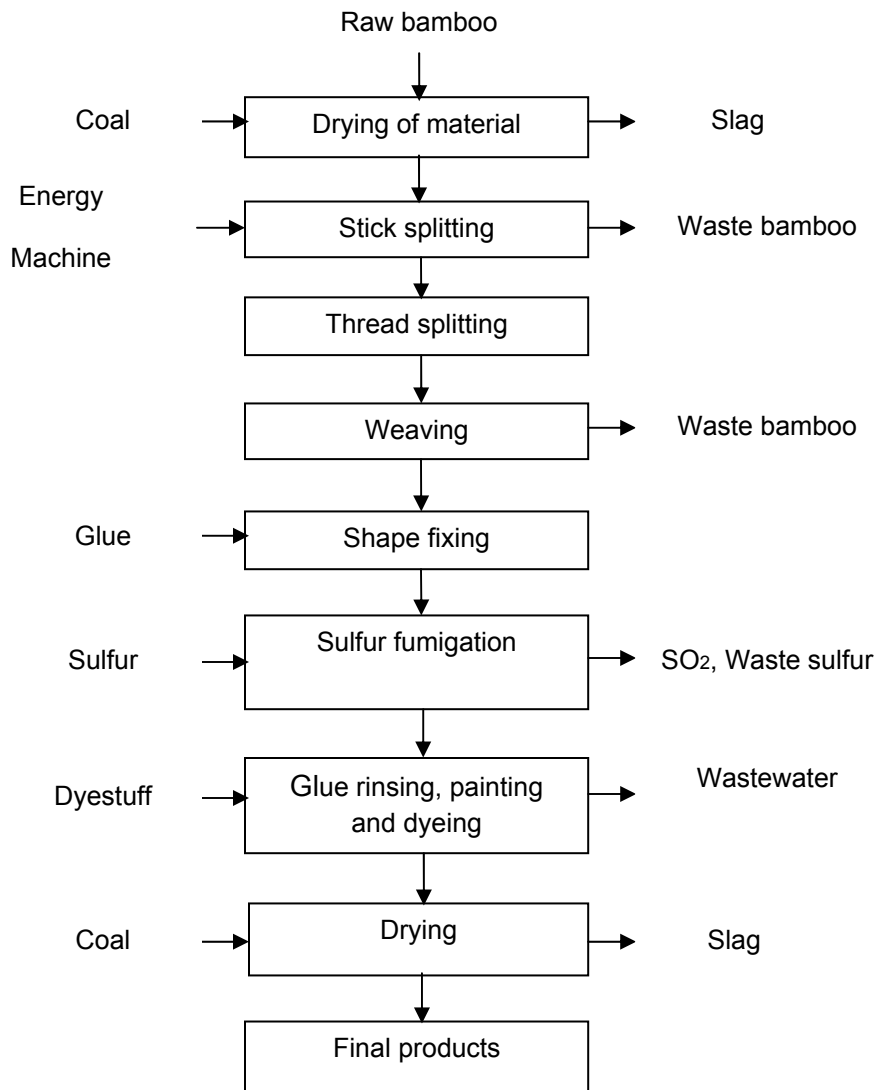 Raw bamboo
Coal
Drying of material
Slag
Energy
Machine
Stick splitting
Waste bamboo
Thread splitting
Weaving
Waste bamboo
Glue
Shape fixing
Sulfur
Sulfur fumigation
SO2, Waste sulfur
Dyestuff
Glue rinsing, painting
and dyeing
Wastewater
Coal
Drying
Slag
Final products